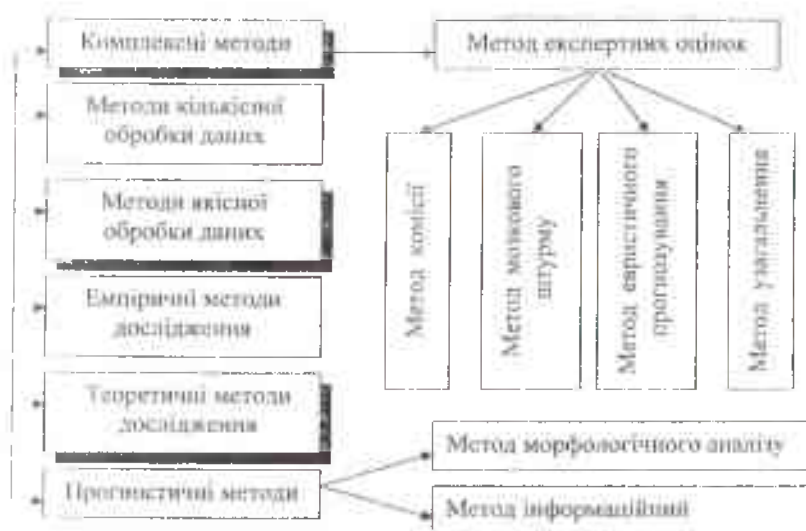 Комплексні методи
Метод експертних оцінок
Методи кількісної
обробки даних
Методи якісної
обробки даних
Емпіричні методи
дослідження
Теоретичні методи
дослідження
Прогностичні методи
Метод комісії
Метод мозкового
штурму
Метод евристичного
прогнозування
Метод узагальнення
Метод морфологічного аналізу
Метод інформаційний